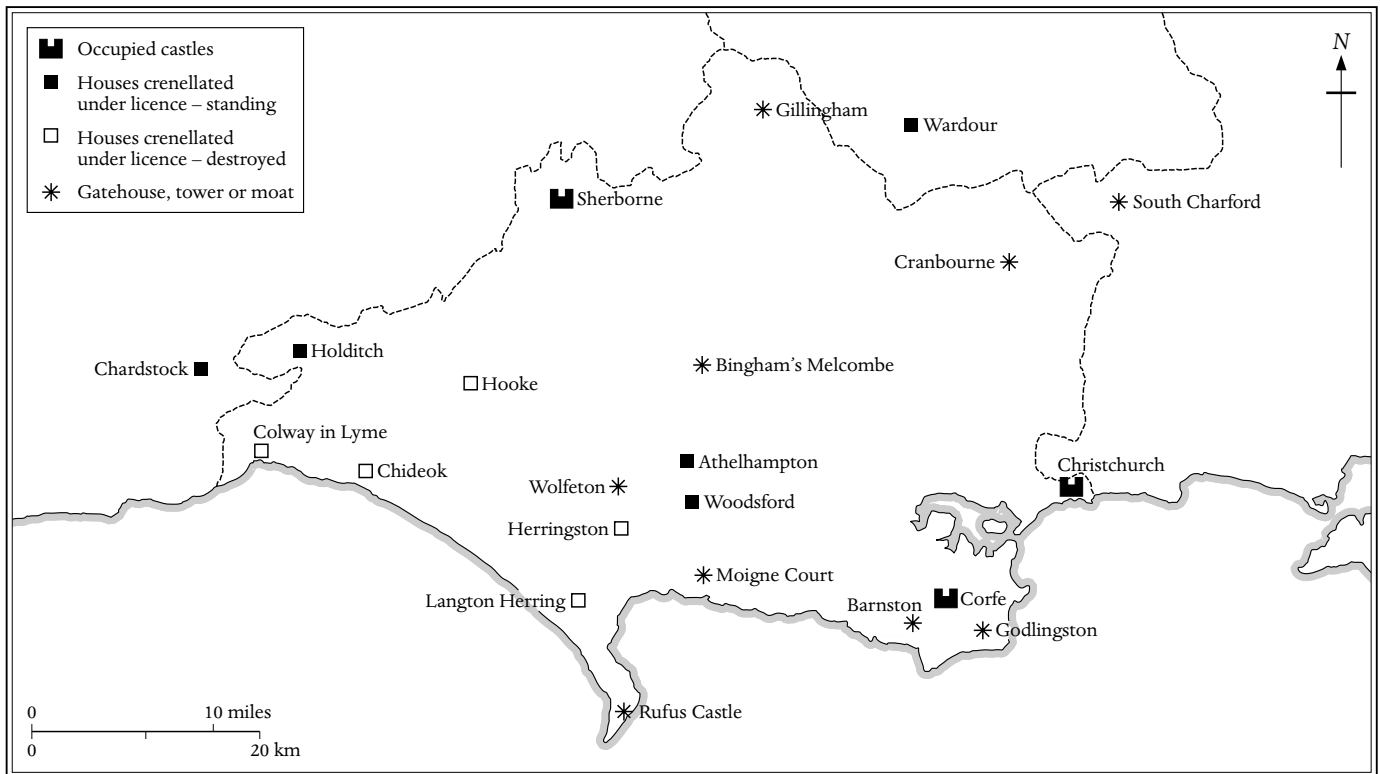 Occupied castles
Houses crenellated
under licence – standing
Houses crenellated
under licence – destroyed
Gatehouse, tower or moat
N
Gillingham
Wardour
Sherborne
South Charford
Cranbourne
Chardstock
Holditch
Hooke
Bingham's Melcombe
Colway in Lyme
Chideok
Athelhampton
Christchurch
Wolfeton
Woodsford
Herringston
Moigne Court
Langton Herring
Barnston
Corfe
Godlingston
Rufus Castle
0 10 miles
0 20 km